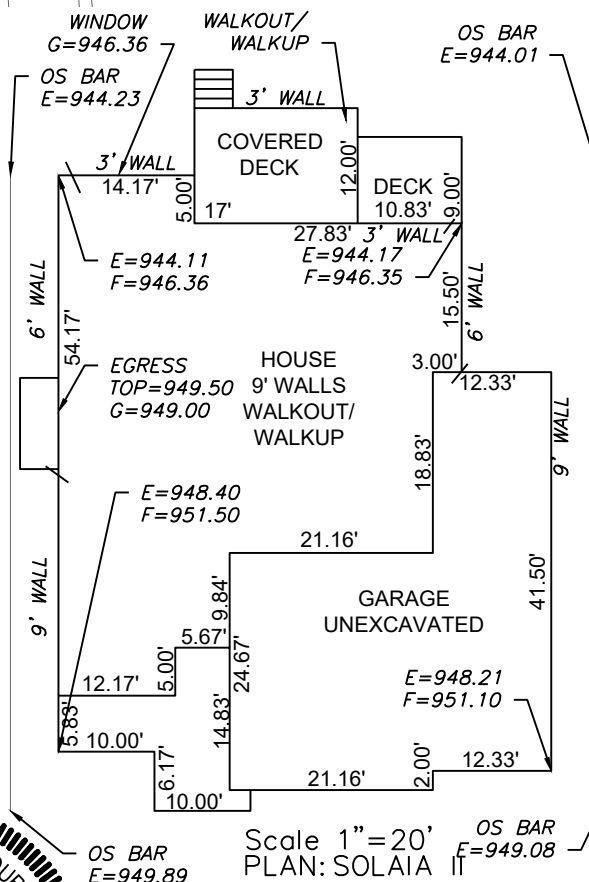 WINDOW
G=946.36
WALKOUT/
WALKUP
OS BAR
E=944.01
OS BAR
E=944.23
3' WALL
COVERED
DECK
12.00'
3' WALL
14.17'
5.00'
17'
DECK
10.83'
9.00'
27.83' 3' WALL
E=944.11
F=946.36
E=944.17
F=946.35
6' WALL
54.17'
15.50'
6' WALL
EGRESS
TOP=949.50
G=949.00
HOUSE
9' WALLS
WALKOUT/
WALKUP
3.00'
12.33'
18.83'
9' WALL
E=948.40
F=951.50
21.16'
9' WALL
9.84'
GARAGE
UNEXCAVATED
41.50'
5.67'
5.00'
24.67'
12.17'
E=948.21
F=951.10
5.83'
10.00'
14.83'
6.17'
12.33'
2.00'
21.16'
10.00'
Scale 1"=20'
PLAN: SOLAIA II
OS BAR
E=949.08
OS BAR
E=949.89